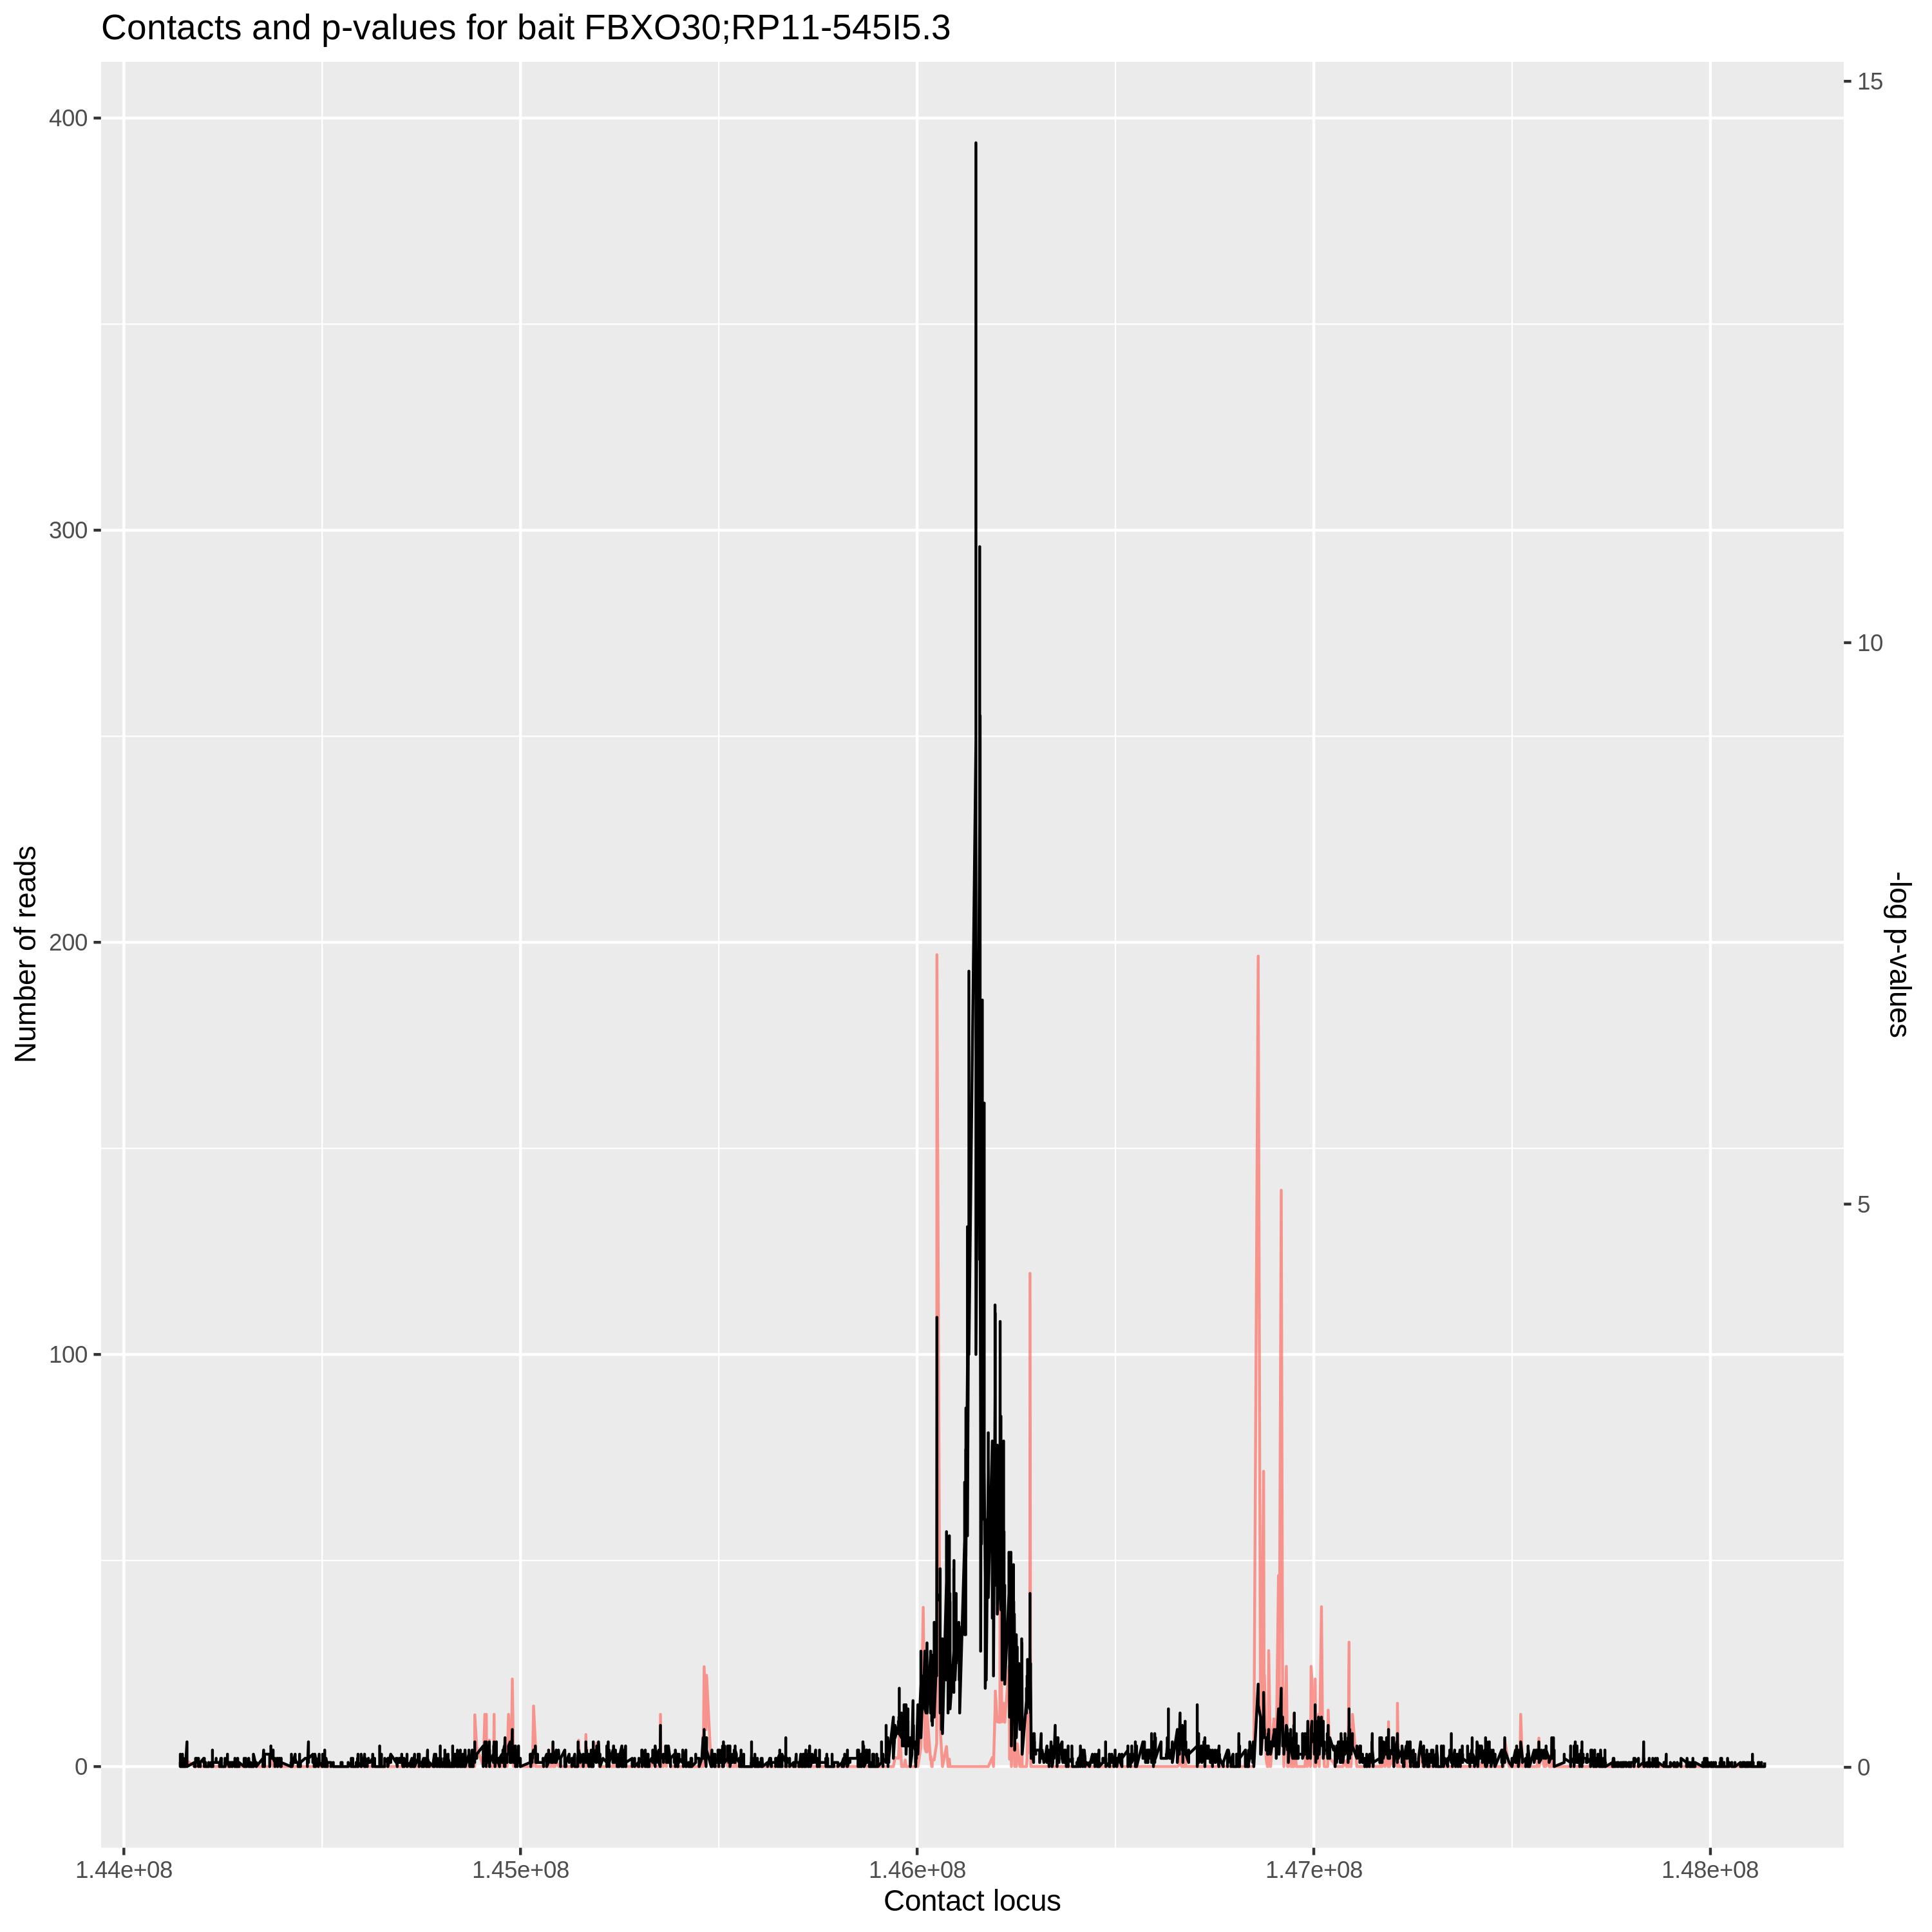 Contacts and p-values for bait FBXO30;RP11-545I5.3
400
300
200
100
0
Number of reads
15
10
5
0
-log p-values
1.44e+08
1.45e+08
1.46e+08
1.47e+08
1.48e+08
Contact locus